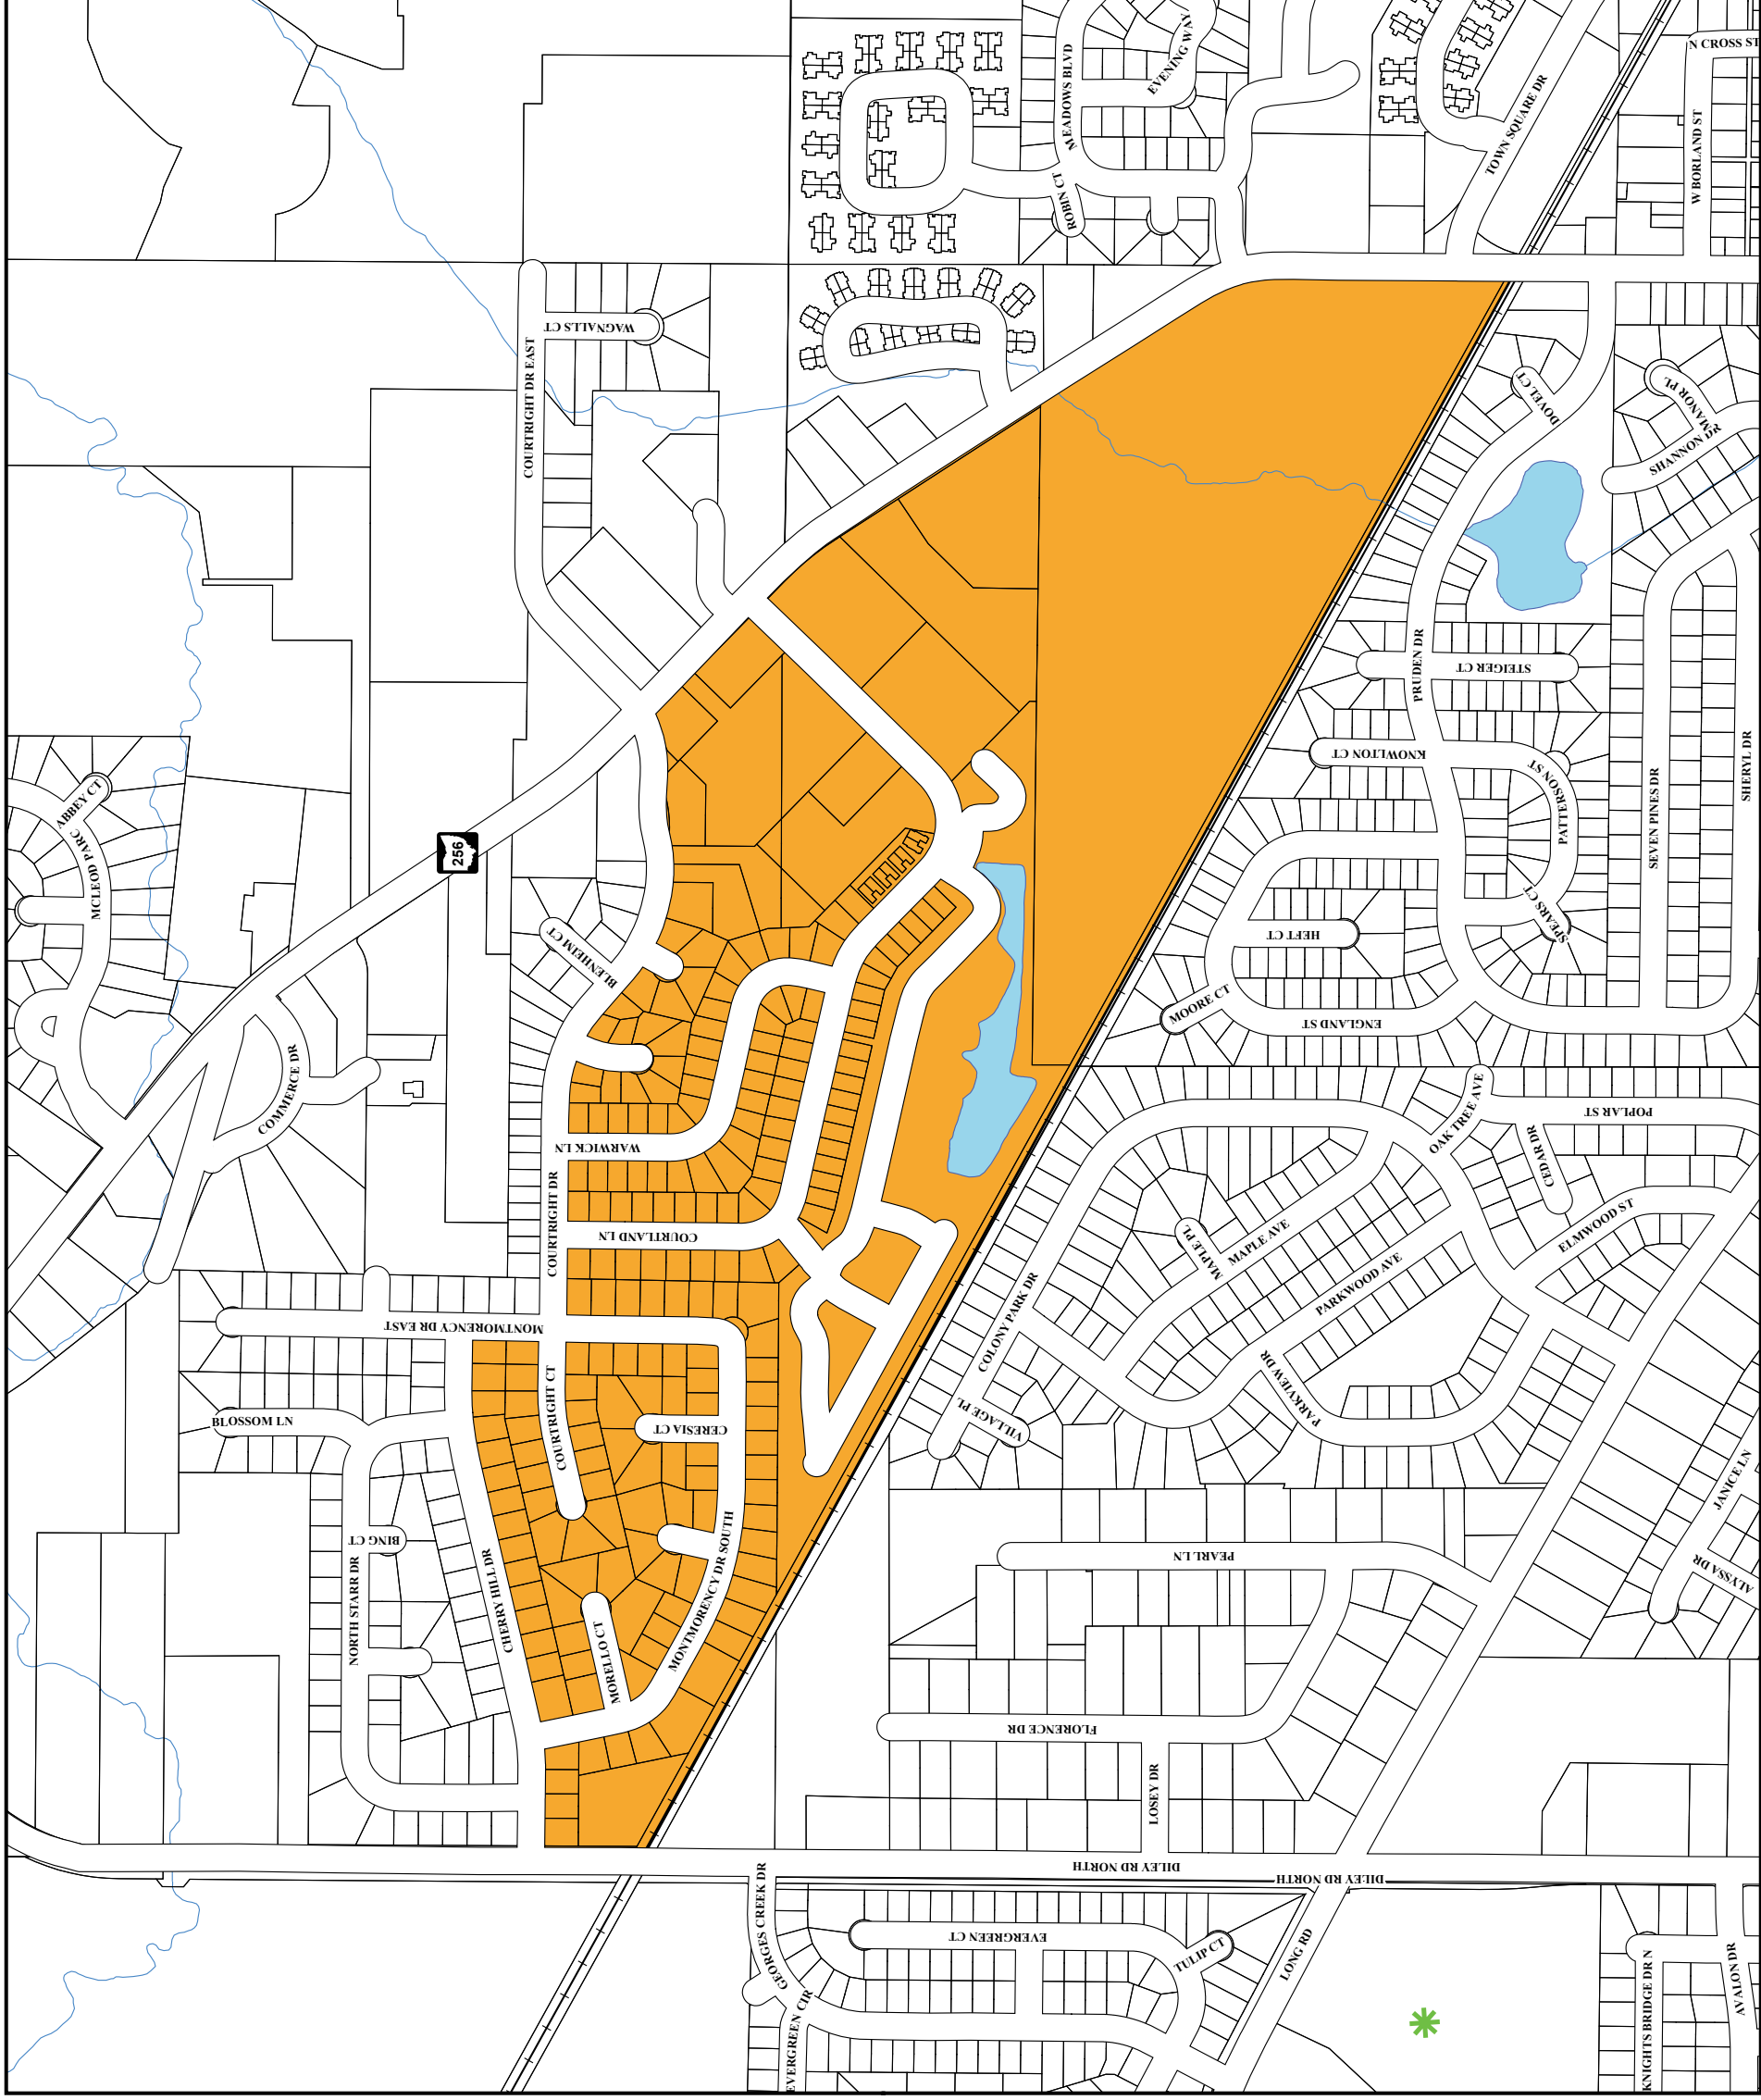 N CROSS ST
EVENING WAY
MEADOWS BLVD
TOWN SQUARE DR
W BORLAND ST
ROBIN CT
WAGNALLS CT
COURTRIGHT DR EAST
DOVEL CT
MANOR PL
SHANNON DR
PRUDEN DR
STEIGER CT
KNOWLTON CT
PATTERSON ST
PATTERSON
SEVEN PINES DR
SHERYL DR
ABBEY CT
MCLEOD PARC
256
SPEARS CT
HEFT CT
BLENHEIM CT
MOORE CT
ENGLAND ST
COMMERCE DR
OAK TREE AVE
POPLAR ST
CEDAR DR
WARWICK LN
COURTRIGHT DR
COURTLAND LN
MAPLE PL
MAPLE AVE
ELMWOOD ST
PARKWOOD AVE
COLONY PARK DR
MONTMORENCY DR EAST
PARKVIEW DR
COURTRIGHT CT
BLOSSOM LN
CERESIA CT
VILLAGE PL
JANICE LN
BING CT
NORTH STARR DR
CHERRY HILL DR
MONTMORENCY DR SOUTH
PEARL LN
ALYSSA DR
MORELLO CT
FLORENCE DR
LOSEY DR
DILEY RD NORTH
DILEY RD NORTH
GEORGES CREEK DR
EVERGREEN CT
TULIP CT
LONG RD
EVERGREEN CIR
KNIGHTS BRIDGE DR N
AVALON DR